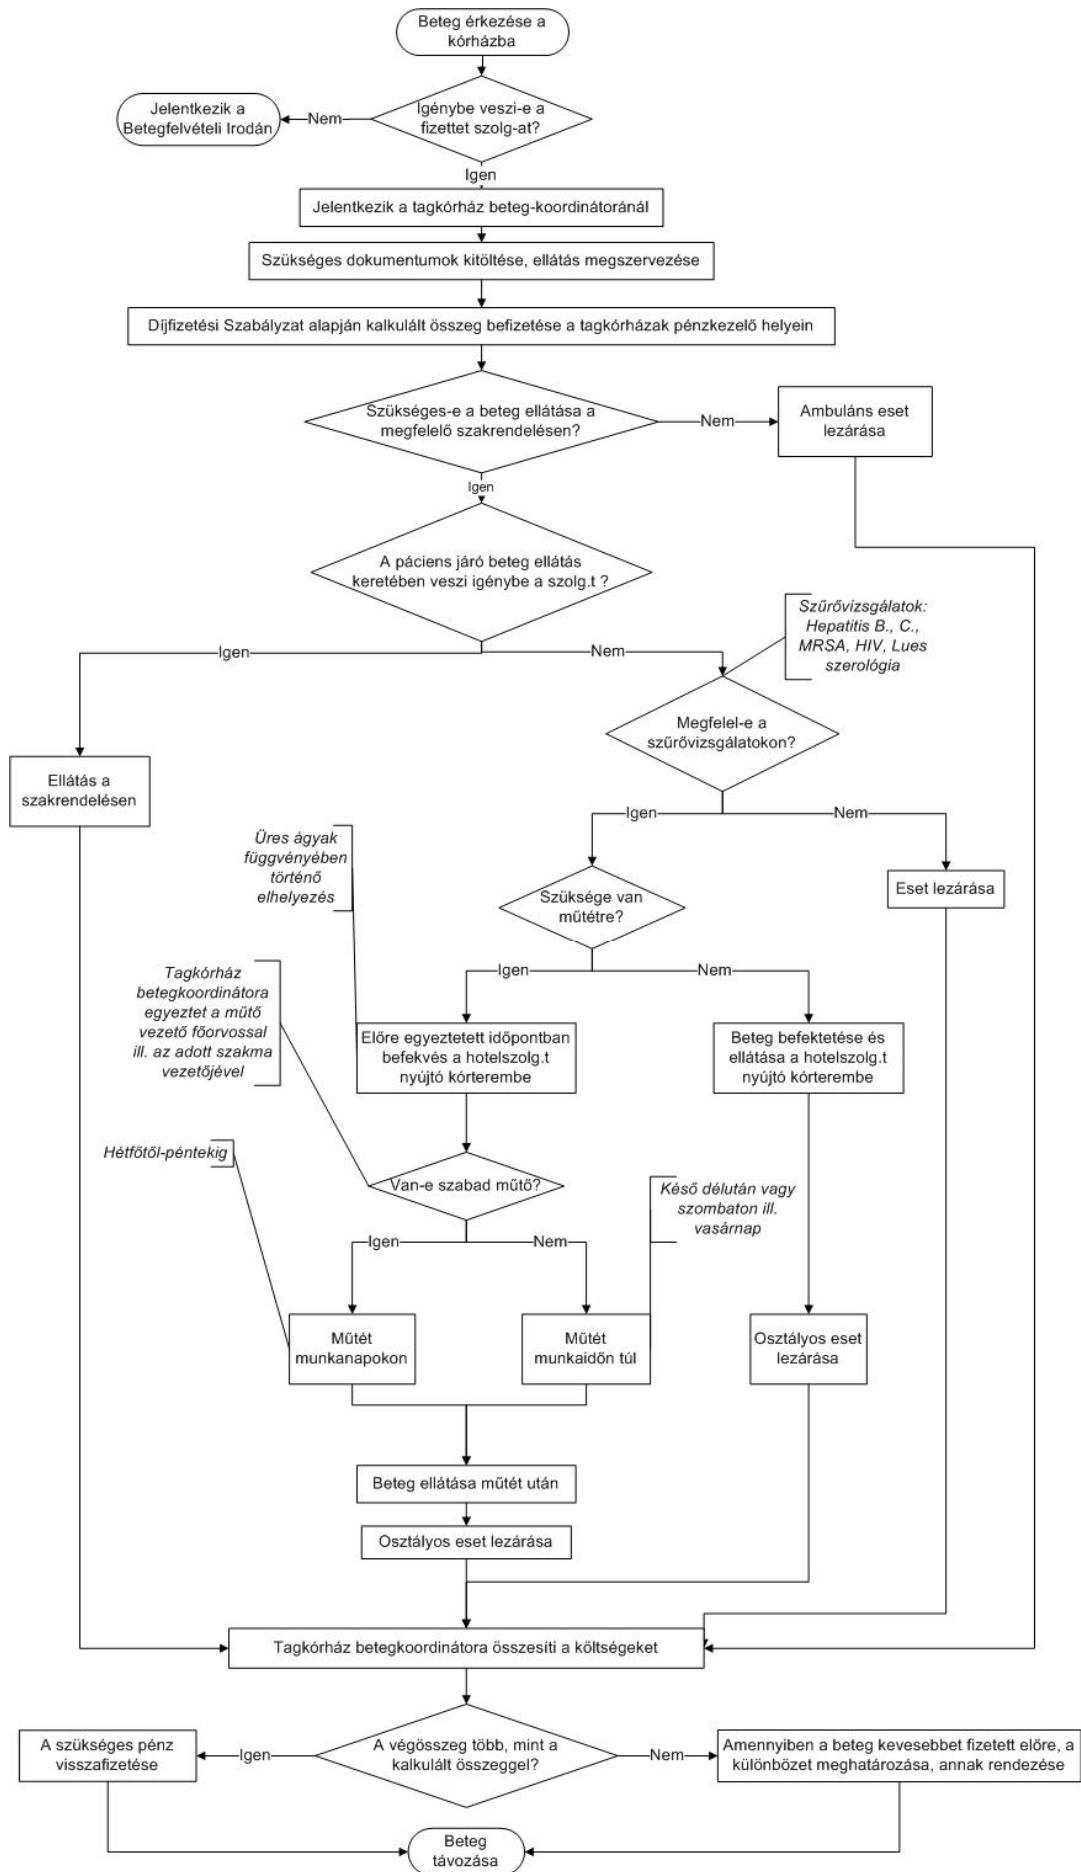 Beteg érkezése a
kórházba
Igénybe veszi-e a
fizettet szolg-at?
Nem
Jelentkezik a
Betegfelvételi Irodán
Igen
Jelentkezik a tagkórház beteg-koordinátoránál
Szükséges dokumentumok kitöltése, ellátás megszervezése
Díjfizetési Szabályzat alapján kalkulált összeg befizetése a tagkórházak pénzkezelő helyein
Szükséges-e a beteg ellátása a
megfelelő szakrendelésen?
Nem
Ambuláns eset
lezárása
Igen
A páciens járó beteg ellátás
keretében veszi igénybe a szolg.t ?
Igen
Nem
Szűrővizsgálatok:
Hepatitis B., C.,
MRSA, HIV, Lues
szerológia
Megfelel-e a
szűrővizsgálatokon?
Ellátás a
szakrendelésen
Igen
Nem
Üres ágyak
függvényében
történő
elhelyezés
Szüksége van
műtétre?
Eset lezárása
Igen
Nem
Tagkórház
betegkoordinátora
egyeztet a műtő
vezető főorvossal
ill. az adott szakma
vezetőjével
Előre egyeztetett időpontban
befekvés a hotelszolg.t
nyújtó kórterembe
Beteg befektetése és
ellátása a hotelszolg.t
nyújtó kórterembe
Hétfőtől-péntekig
Van-e szabad műtő?
Késő délután vagy
szombaton ill.
vasárnap
Igen
Nem
Műtét
munkanapokon
Műtét
munkaidőn túl
Osztályos eset
lezárása
Beteg ellátása műtét után
Osztályos eset lezárása
Tagkórház betegkoordinátora összesíti a költségeket
A végösszeg több, mint a
kalkulált összeggel?
Igen
A szükséges pénz
visszafizetése
Nem
Amennyiben a beteg kevesebbet fizetett előre, a
különbözet meghatározása, annak rendezése
Beteg
távozása